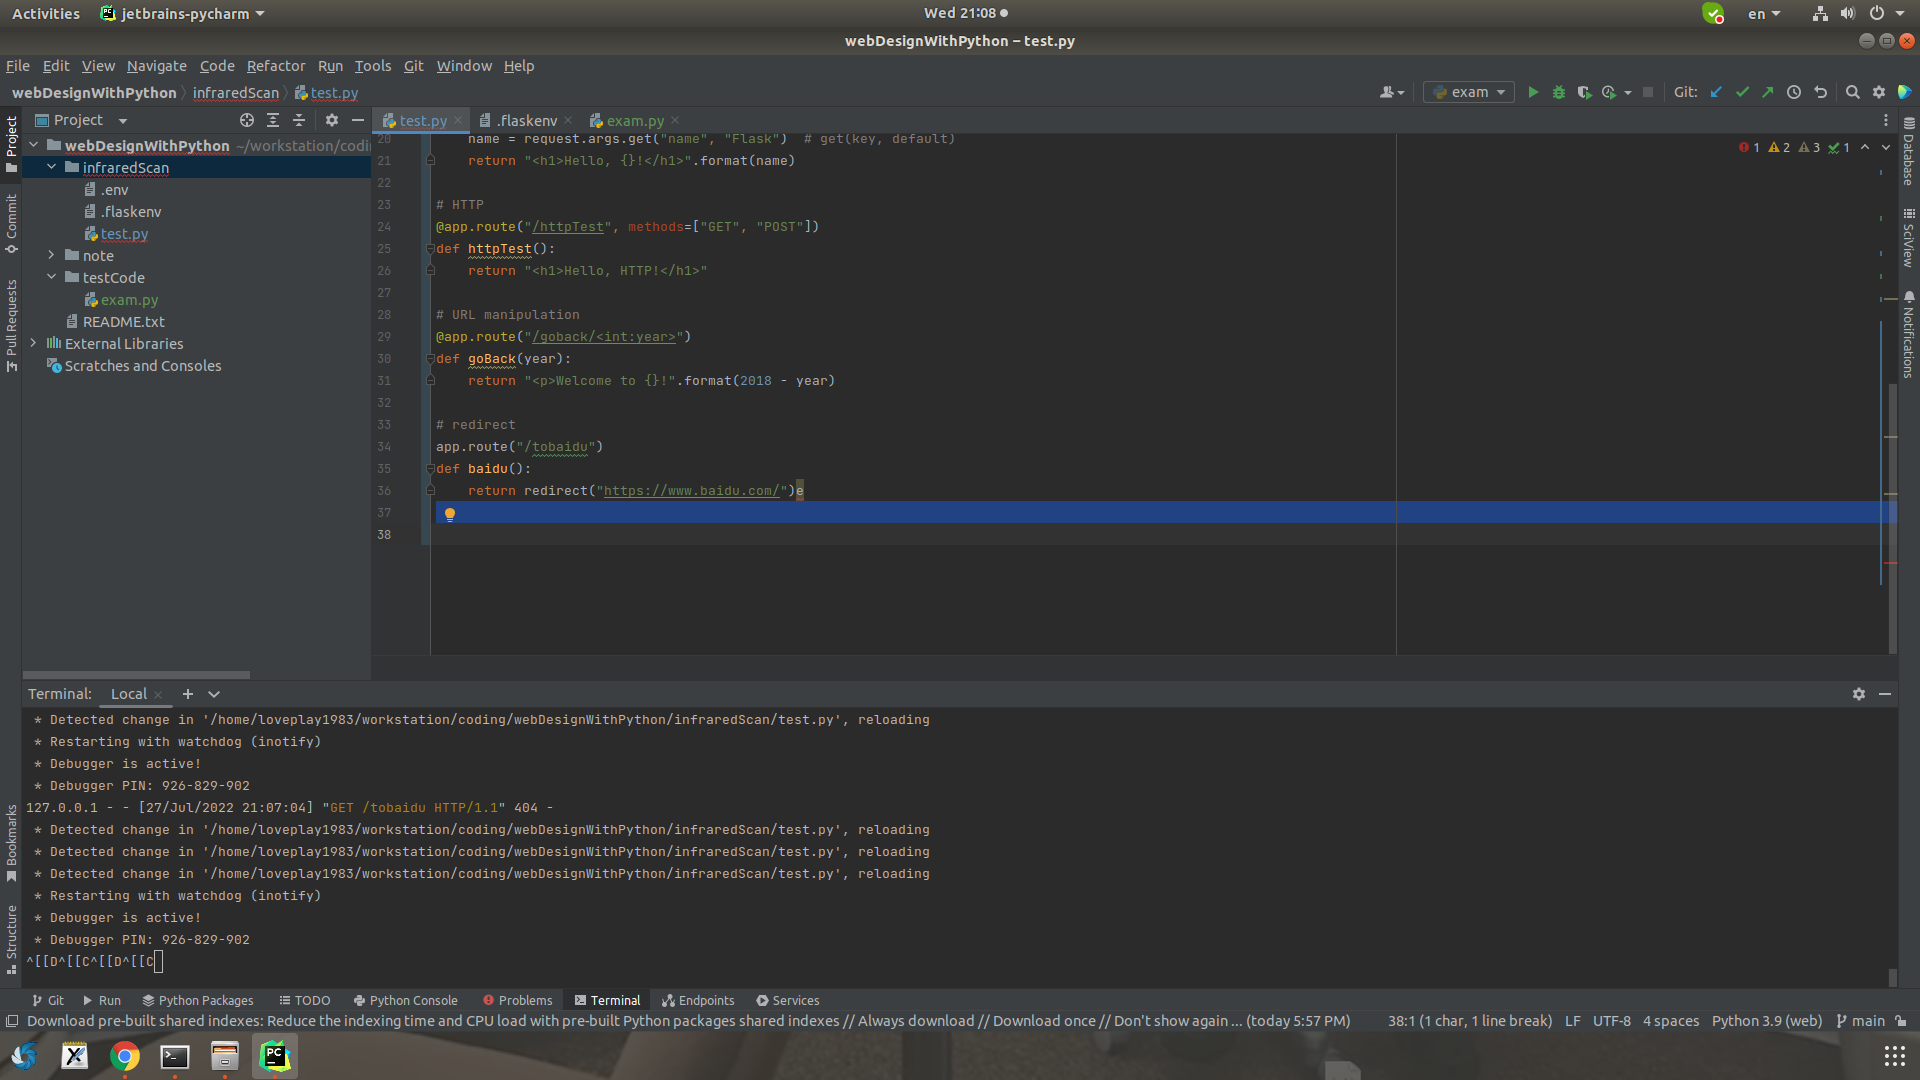 Activities jetbrains-pycharm Wed 21:08 en
webDesignWithPython – test.py
File Edit View Navigate Code Refactor Run Tools Git Window Help
webDesignWithPython infraredScan test.py exam Git:
Project test.py .flaskenv exam.py
webDesignWithPython ~/workstation/codi
infraredScan
.env
.flaskenv
test.py
note
testCode
exam.py
README.txt
External Libraries
Scratches and Consoles
Project
Commit
Pull Requests
Bookmarks
Structure
1 2 3 1
20 name = request.args.get("name", "Flask") # get(key, default)
21 return "<h1>Hello, {}!</h1>".format(name)
22
23 # HTTP
24 @app.route("/httpTest", methods=["GET", "POST"])
25 def httpTest():
26 return "<h1>Hello, HTTP!</h1>"
27
28 # URL manipulation
29 @app.route("/goback/<int:year>")
30 def goBack(year):
31 return "<p>Welcome to {}!".format(2018 - year)
32
33 # redirect
34 app.route("/tobaidu")
35 def baidu():
36 return redirect("https://www.baidu.com/")e
37
38
Database
SciView
Notifications
Terminal: Local
* Detected change in '/home/loveplay1983/workstation/coding/webDesignWithPython/infraredScan/test.py', reloading
* Restarting with watchdog (inotify)
* Debugger is active!
* Debugger PIN: 926-829-902
127.0.0.1 - - [27/Jul/2022 21:07:04] "GET /tobaidu HTTP/1.1" 404 -
* Detected change in '/home/loveplay1983/workstation/coding/webDesignWithPython/infraredScan/test.py', reloading
* Detected change in '/home/loveplay1983/workstation/coding/webDesignWithPython/infraredScan/test.py', reloading
* Detected change in '/home/loveplay1983/workstation/coding/webDesignWithPython/infraredScan/test.py', reloading
* Restarting with watchdog (inotify)
* Debugger is active!
* Debugger PIN: 926-829-902
^[[D^[[C^[[D^[[C
Git Run Python Packages TODO Python Console Problems Terminal Endpoints Services
Download pre-built shared indexes: Reduce the indexing time and CPU load with pre-built Python packages shared indexes // Always download // Download once // Don't show again ... (today 5:57 PM) 38:1 (1 char, 1 line break) LF UTF-8 4 spaces Python 3.9 (web) main
PC